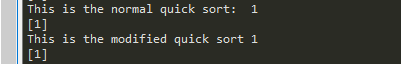 This is the normal quick sort:  1
[1]
This is the modified quick sort 1
[1]